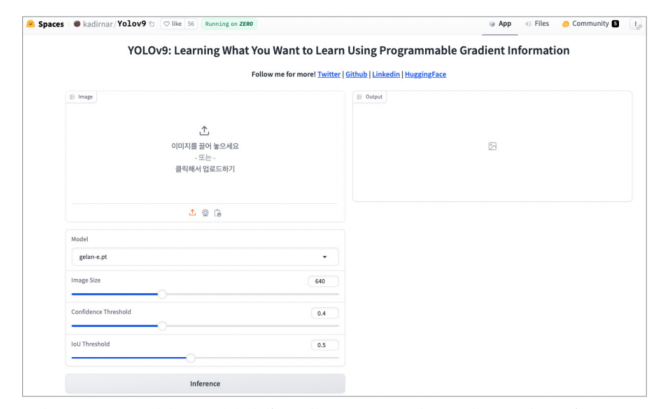 Spaces kadirnar/Yolov9 like 56 Running on ZERO App Files Community 5
YOLOv9: Learning What You Want to Learn Using Programmable Gradient Information
Follow me for more! Twitter | Github | Linkedin | HuggingFace
Image
Output
이미지를 끌어 놓으세요
- 또는 -
클릭해서 업로드하기
Model
gelan-e.pt
Image Size
640
Confidence Threshold
0.4
IoU Threshold
0.5
Inference